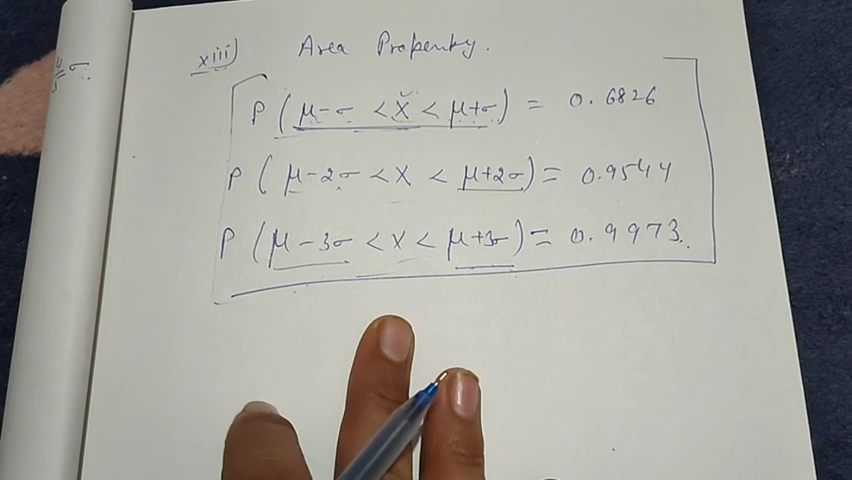 xiii) Area Property.
P (μ-σ < X < μ+σ) = 0.6826
P (μ-2σ < X < μ+2σ) = 0.9544
P (μ-3σ < X < μ+3σ) = 0.9973.